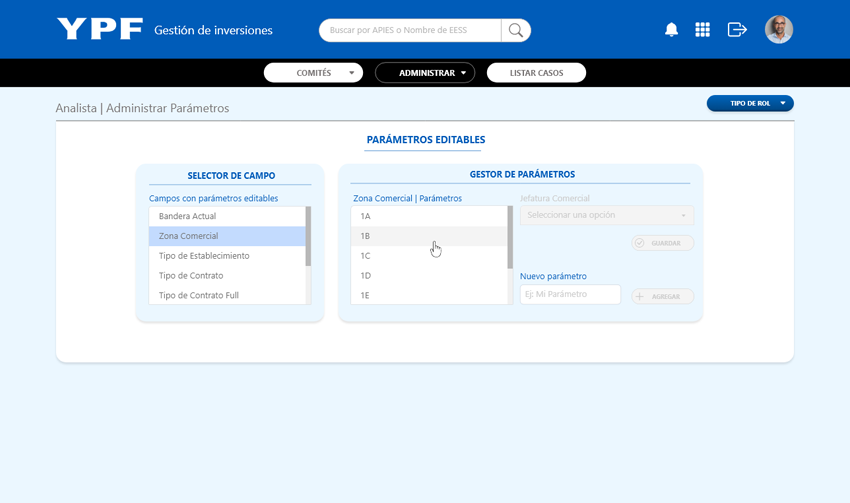 YPF Gestión de inversiones
Buscar por APIES o Nombre de EESS
COMITÉS
ADMINISTRAR
LISTAR CASOS
Analista | Administrar Parámetros
TIPO DE ROL
PARÁMETROS EDITABLES
SELECTOR DE CAMPO
Campos con parámetros editables
Bandera Actual
Zona Comercial
Tipo de Establecimiento
Tipo de Contrato
Tipo de Contrato Full
GESTOR DE PARÁMETROS
Zona Comercial | Parámetros
1A
1B
1C
1D
1E
Jefatura Comercial
Seleccionar una opción
GUARDAR
Nuevo parámetro
Ej: Mi Parámetro
AGREGAR